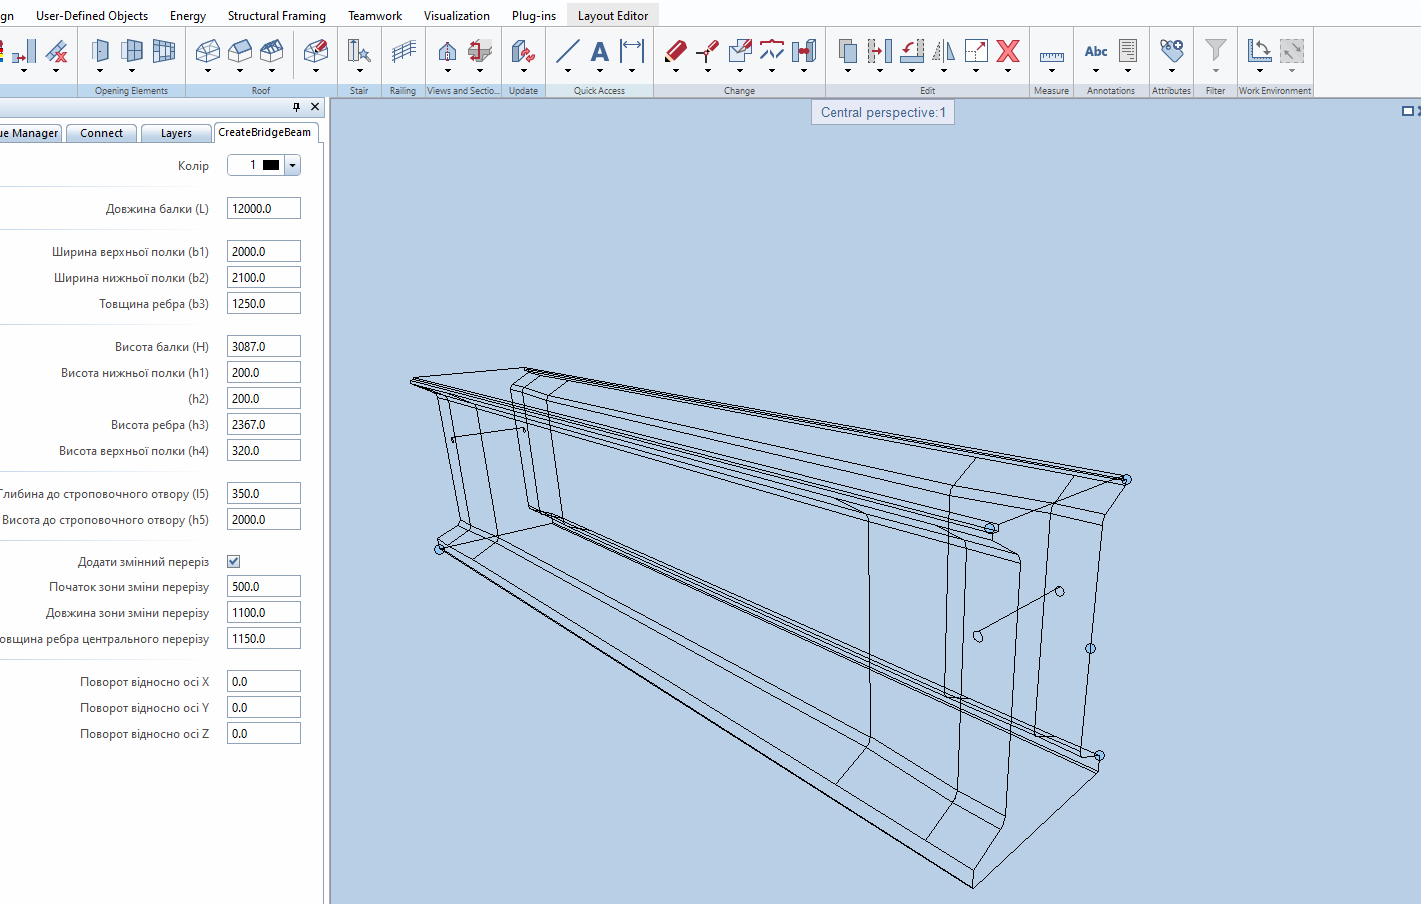 gn User-Defined Objects Energy Structural Framing Teamwork Visualization Plug-ins Layout Editor
A
Abc
Opening Elements Roof Stair Railing Views and Sectio... Update Quick Access Change Edit Measure Annotations Attributes Filter Work Environment
Central perspective:1
ue Manager Connect Layers CreateBridgeBeam
Колір 1
Довжина балки (L) 12000.0
Ширина верхньої полки (b1) 2000.0
Ширина нижньої полки (b2) 2100.0
Товщина ребра (b3) 1250.0
Висота балки (H) 3087.0
Висота нижньої полки (h1) 200.0
(h2) 200.0
Висота ребра (h3) 2367.0
Висота верхньої полки (h4) 320.0
Глибина до строповочного отвору (l5) 350.0
Висота до строповочного отвору (h5) 2000.0
Додати змінний переріз
Початок зони зміни перерізу 500.0
Довжина зони зміни перерізу 1100.0
овщина ребра центрального перерізу 1150.0
Поворот відносно осі X 0.0
Поворот відносно осі Y 0.0
Поворот відносно осі Z 0.0